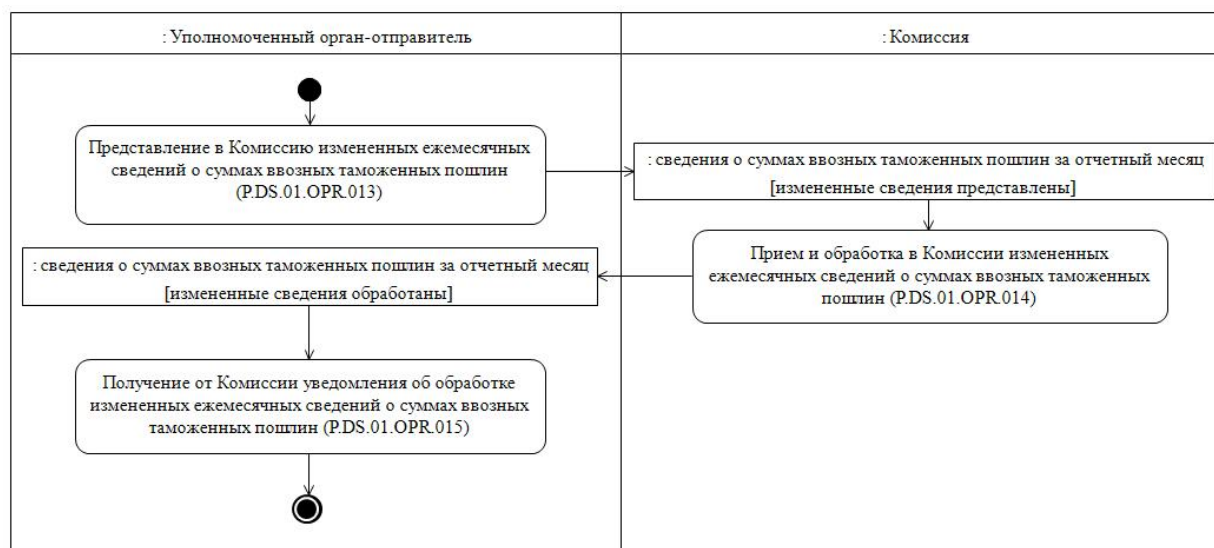 : Уполномоченный орган-отправитель
: Комиссия
Представление в Комиссию измененных ежемесячных
сведений о суммах ввозных таможенных пошлин
(P.DS.01.OPR.013)
: сведения о суммах ввозных таможенных пошлин за отчетный месяц
[измененные сведения представлены]
Прием и обработка в Комиссии измененных
ежемесячных сведений о суммах ввозных таможенных
пошлин (P.DS.01.OPR.014)
: сведения о суммах ввозных таможенных пошлин за отчетный месяц
[измененные сведения обработаны]
Получение от Комиссии уведомления об обработке
измененных ежемесячных сведений о суммах ввозных
таможенных пошлин (P.DS.01.OPR.015)